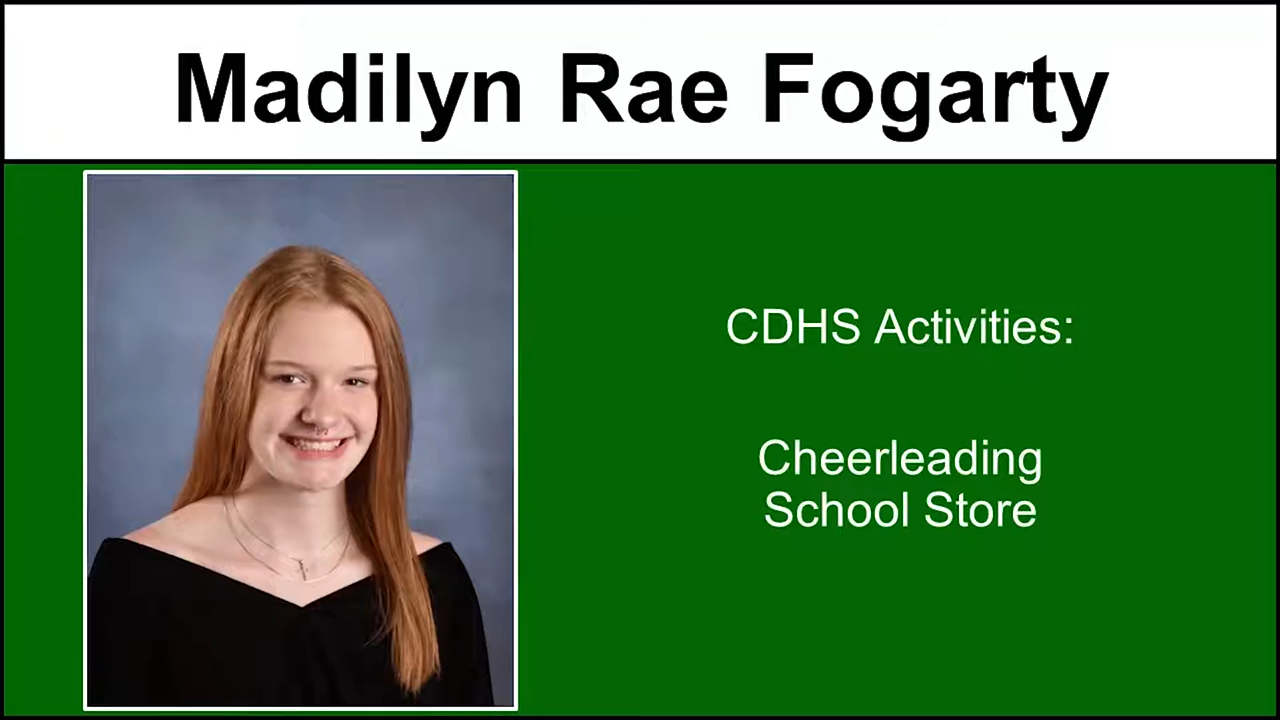 Madilyn Rae Fogarty
CDHS Activities:
Cheerleading
School Store